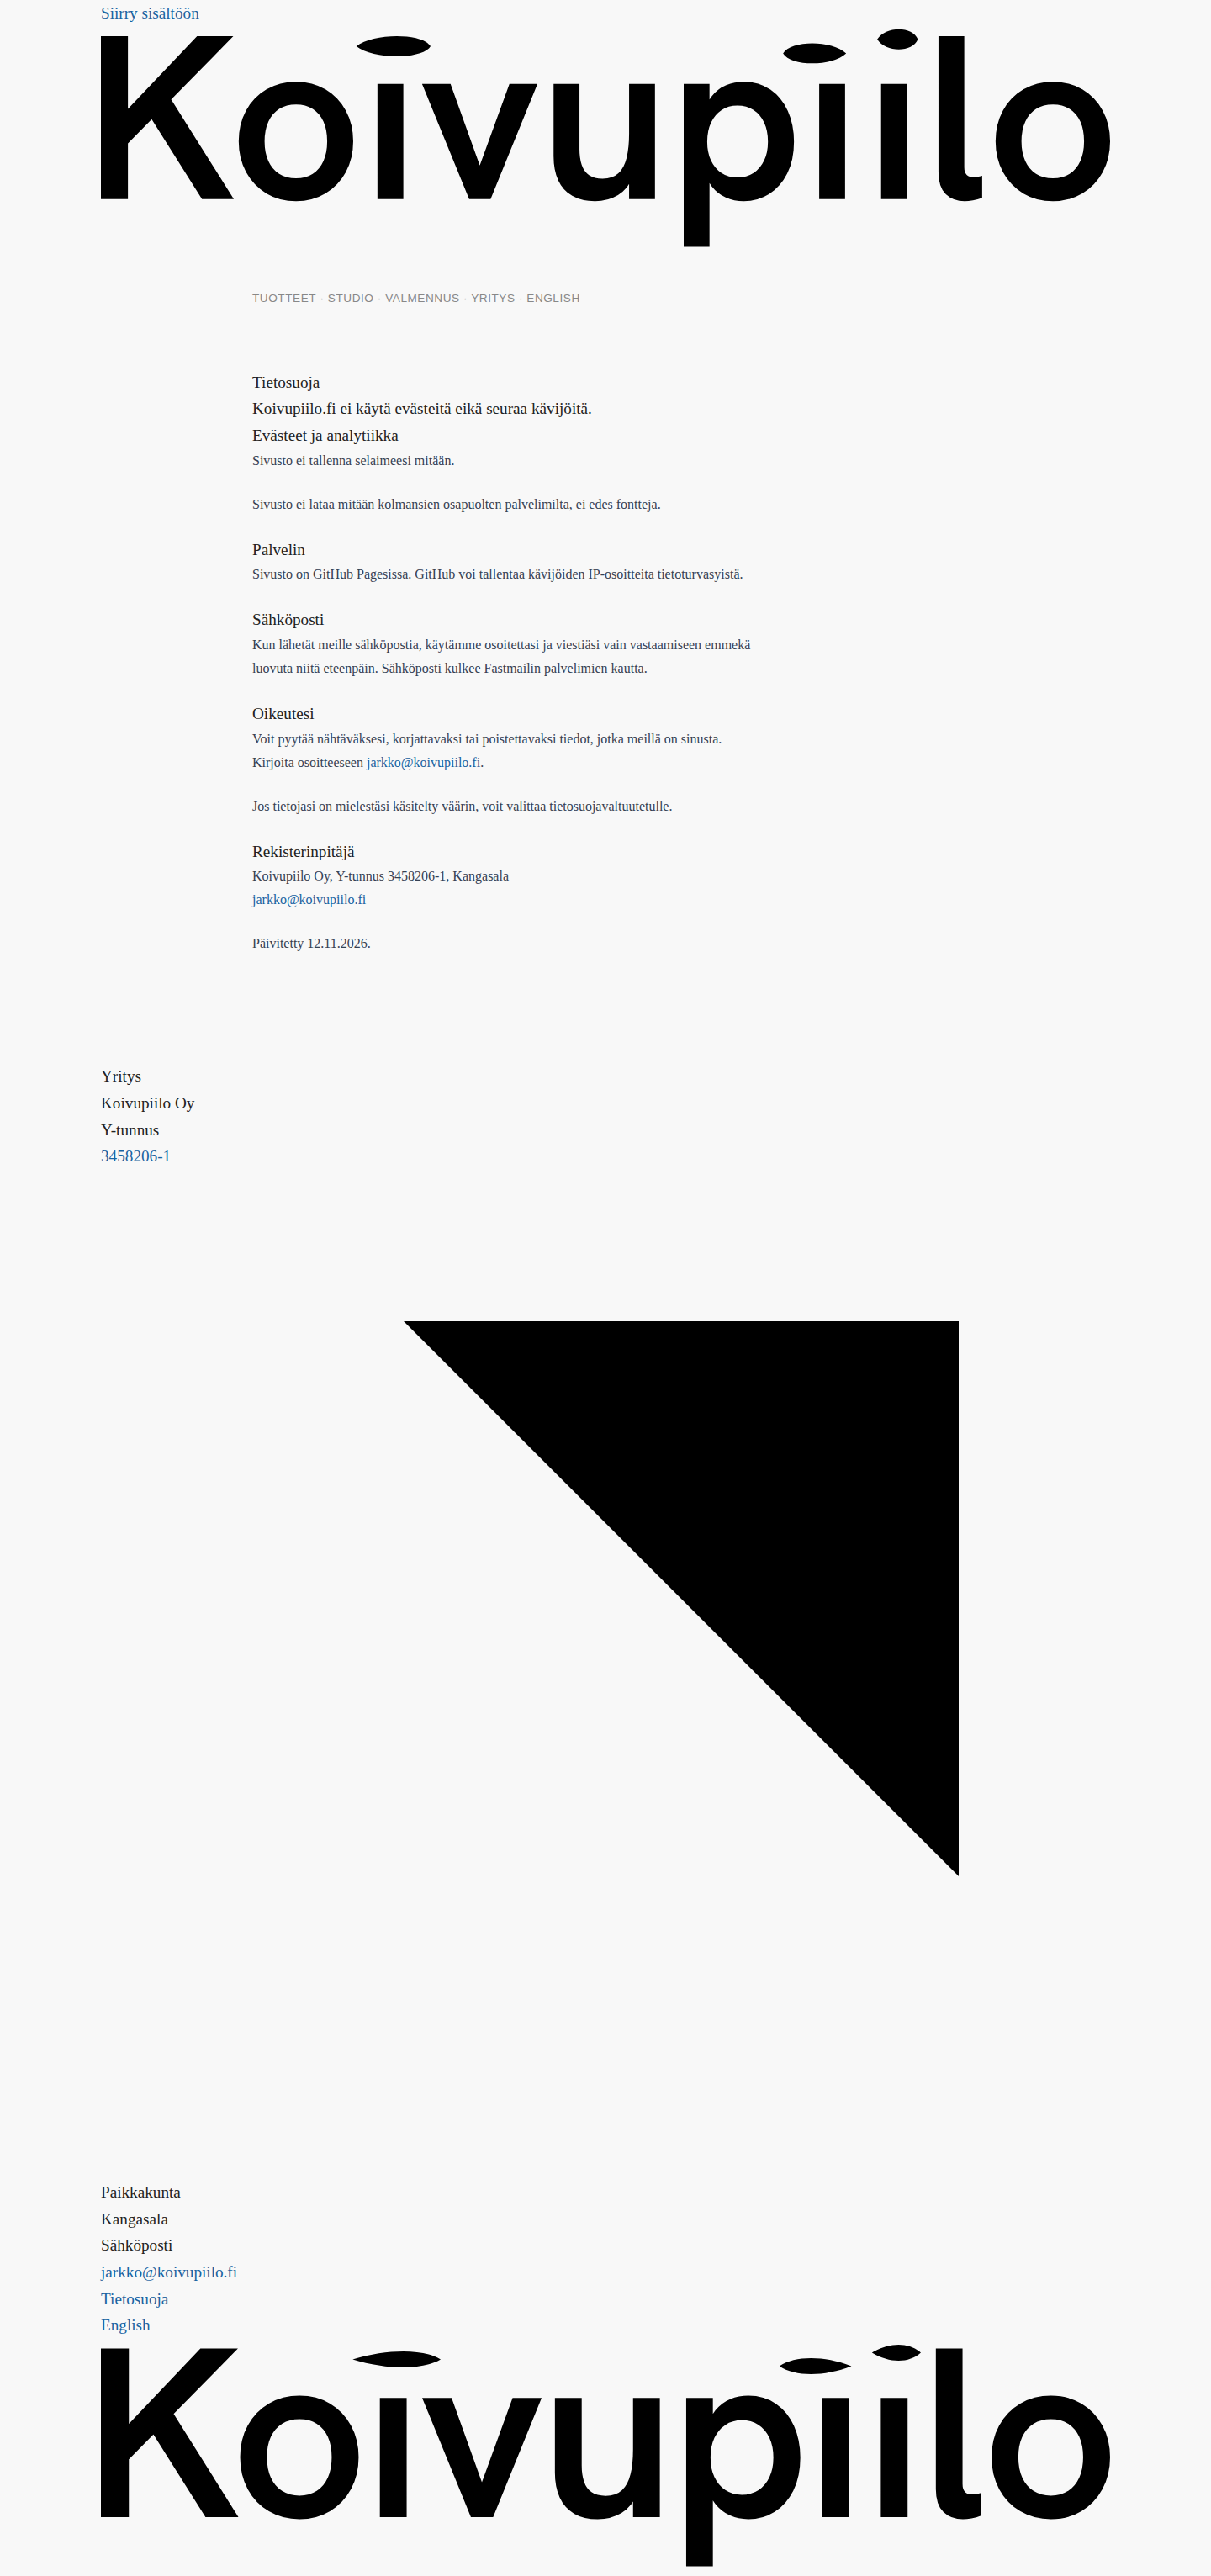 Siirry sisältöön
Koivupiilo
TUOTTEET · STUDIO · VALMENNUS · YRITYS · ENGLISH
Tietosuoja
Koivupiilo.fi ei käytä evästeitä eikä seuraa kävijöitä.
Evästeet ja analytiikka
Sivusto ei tallenna selaimeesi mitään.
Sivusto ei lataa mitään kolmansien osapuolten palvelimilta, ei edes fontteja.
Palvelin
Sivusto on GitHub Pagesissa. GitHub voi tallentaa kävijöiden IP-osoitteita tietoturvasyistä.
Sähköposti
Kun lähetät meille sähköpostia, käytämme osoitettasi ja viestiäsi vain vastaamiseen emmekä
luovuta niitä eteenpäin. Sähköposti kulkee Fastmailin palvelimien kautta.
Oikeutesi
Voit pyytää nähtäväksesi, korjattavaksi tai poistettavaksi tiedot, jotka meillä on sinusta.
Kirjoita osoitteeseen jarkko@koivupiilo.fi.
Jos tietojasi on mielestäsi käsitelty väärin, voit valittaa tietosuojavaltuutetulle.
Rekisterinpitäjä
Koivupiilo Oy, Y-tunnus 3458206-1, Kangasala
jarkko@koivupiilo.fi
Päivitetty 12.11.2026.
Yritys
Koivupiilo Oy
Y-tunnus
3458206-1
Paikkakunta
Kangasala
Sähköposti
jarkko@koivupiilo.fi
Tietosuoja
English
Koivupiilo